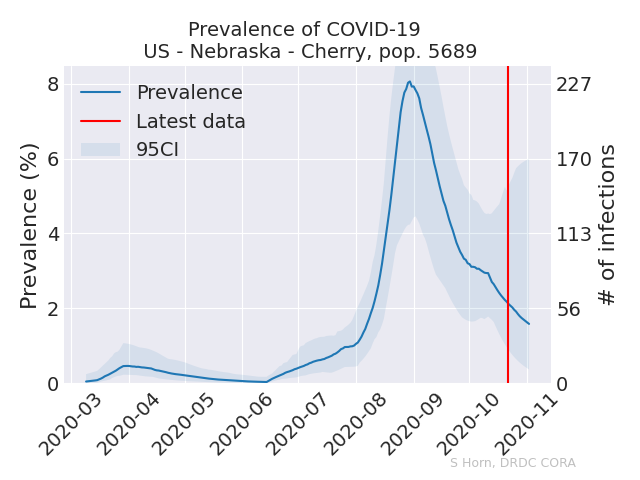 Prevalence of COVID-19
US - Nebraska - Cherry, pop. 5689
Prevalence
Latest data
95CI
Prevalence (%)
8
6
4
2
0
227
170
113
56
0
# of infections
2020-03
2020-04
2020-05
2020-06
2020-07
2020-08
2020-09
2020-10
2020-11
S Horn, DRDC CORA